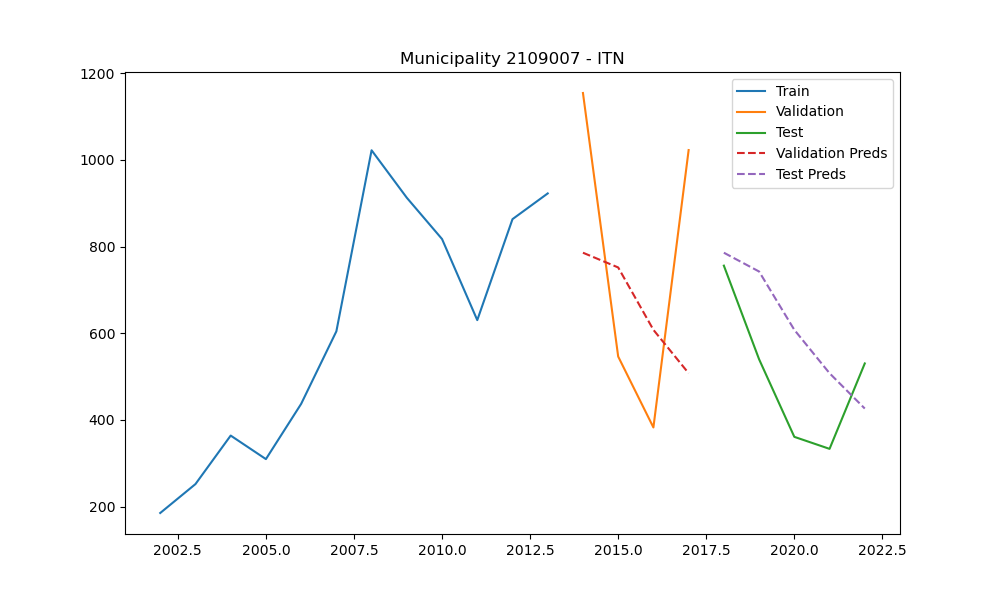 Municipality 2109007 - ITN
1200
1000
800
600
400
200
2002.5 2005.0 2007.5 2010.0 2012.5 2015.0 2017.5 2020.0 2022.5
Train
Validation
Test
Validation Preds
Test Preds